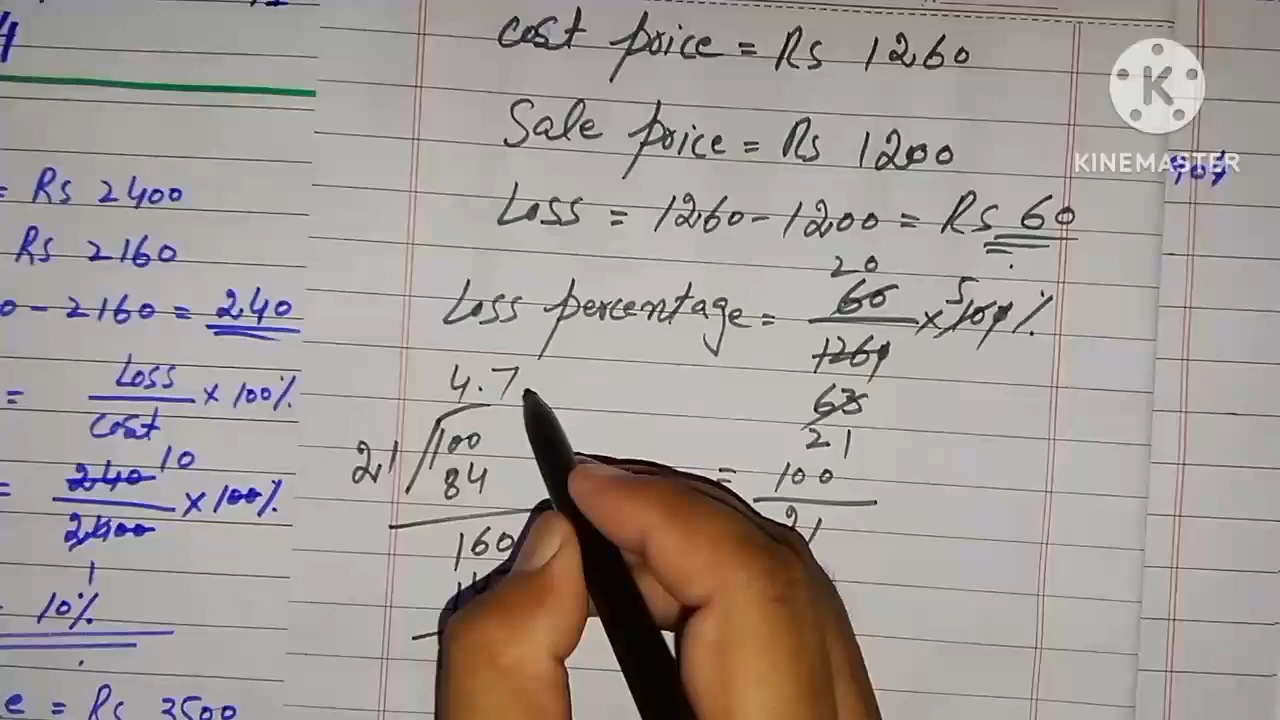 4
= Rs 2400
Rs 2160
0 - 2160 = 240
= Loss / cost × 100%
= 240 10 / 2400 × 100%
1
10%
e = Rs 3500
cost price = Rs 1260
Sale price = Rs 1200
Loss = 1260 - 1200 = Rs 60
20
Loss percentage = 60 / 1260 × 5 100 %
63
21
4.7
21 100
84
160
= 100 / 21
K
KINEMASTER